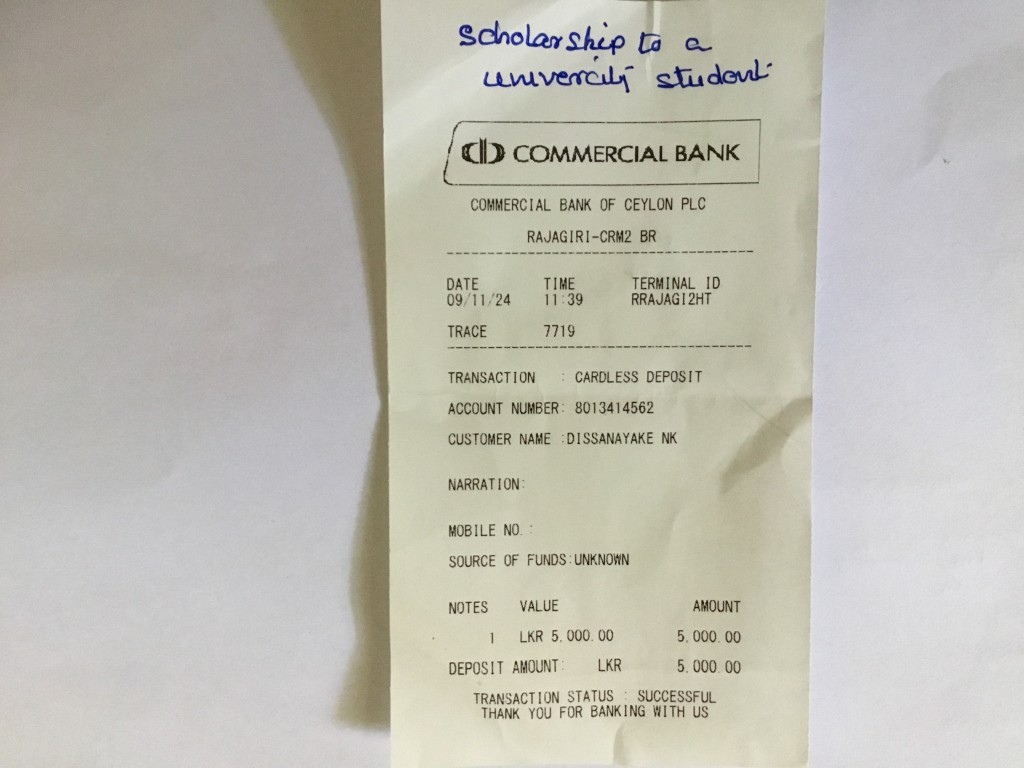 scholarship to a
univercity student
COMMERCIAL BANK
COMMERCIAL BANK OF CEYLON PLC
RAJAGIRI-CRM2 BR
DATE TIME TERMINAL ID
09/11/24 11:39 RRAJAGI2HT
TRACE 7719
TRANSACTION : CARDLESS DEPOSIT
ACCOUNT NUMBER: 8013414562
CUSTOMER NAME :DISSANAYAKE NK
NARRATION:
MOBILE NO. :
SOURCE OF FUNDS:UNKNOWN
NOTES VALUE AMOUNT
1 LKR 5,000.00 5,000.00
DEPOSIT AMOUNT: LKR 5,000.00
TRANSACTION STATUS : SUCCESSFUL
THANK YOU FOR BANKING WITH US